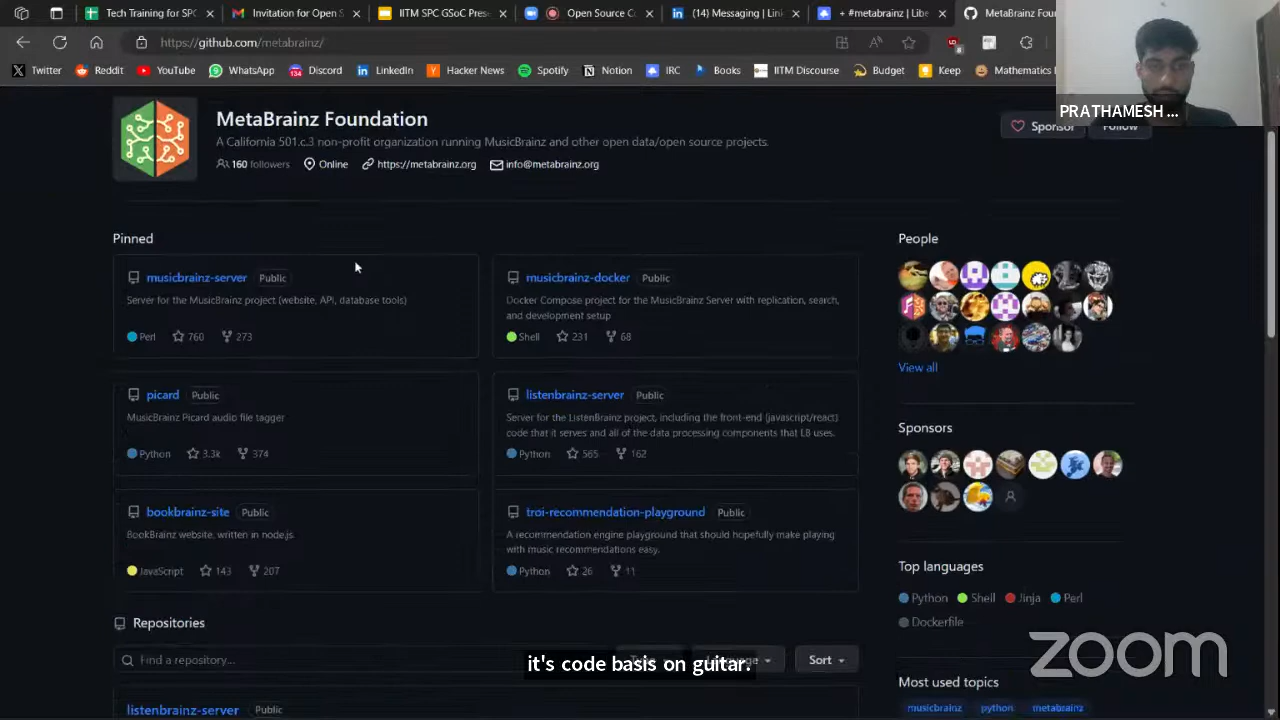 Tech Training for SPC
Invitation for Open S
IITM SPC GSoC Pres
Open Source C
(14) Messaging | Lin
+ #metabrainz | Libe
MetaBrainz Foun
https://github.com/metabrainz/
Twitter
Reddit
YouTube
WhatsApp
134
Discord
LinkedIn
Hacker News
Spotify
Notion
IRC
Books
IITM Discourse
Budget
Keep
Mathematics
PRATHAMESH ...
MetaBrainz Foundation
A California 501.c.3 non-profit organization running MusicBrainz and other open data/open source projects.
160 followers
Online
https://metabrainz.org
info@metabrainz.org
Sponsor
Follow
Pinned
musicbrainz-server Public
Server for the MusicBrainz project (website, API, database tools)
Perl 760 273
musicbrainz-docker Public
Docker Compose project for the MusicBrainz Server with replication, search,
and development setup
Shell 231 68
picard Public
MusicBrainz Picard audio file tagger
Python 3.3k 374
listenbrainz-server Public
Server for the ListenBrainz project, including the front-end (javascript/react)
code that it serves and all of the data processing components that LB uses.
Python 565 162
bookbrainz-site Public
BookBrainz website, written in node.js
JavaScript 143 207
troi-recommendation-playground Public
A recommendation engine playground that should hopefully make playing
with music recommendations easy.
Python 26 11
People
View all
Sponsors
Top languages
Python Shell Jinja Perl
Dockerfile
Most used topics
musicbrainz python metabrainz
Repositories
Find a repository...
Sort
it's code basis on guitar.
listenbrainz-server Public
zoom